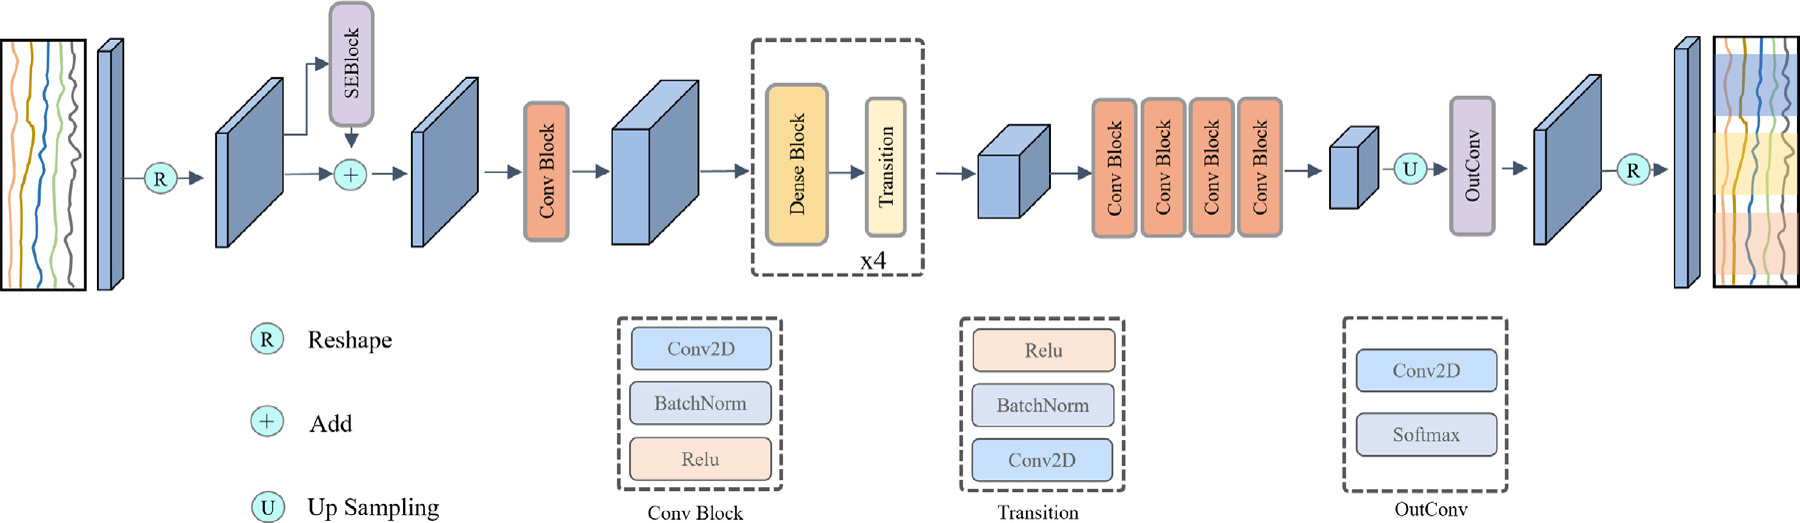 SEBlock
R
+
Conv Block
Dense Block
Transition
x4
Conv Block
Conv Block
Conv Block
Conv Block
U
OutConv
R
R Reshape
+ Add
U Up Sampling
Conv2D
BatchNorm
Relu
Conv Block
Relu
BatchNorm
Conv2D
Transition
Conv2D
Softmax
OutConv